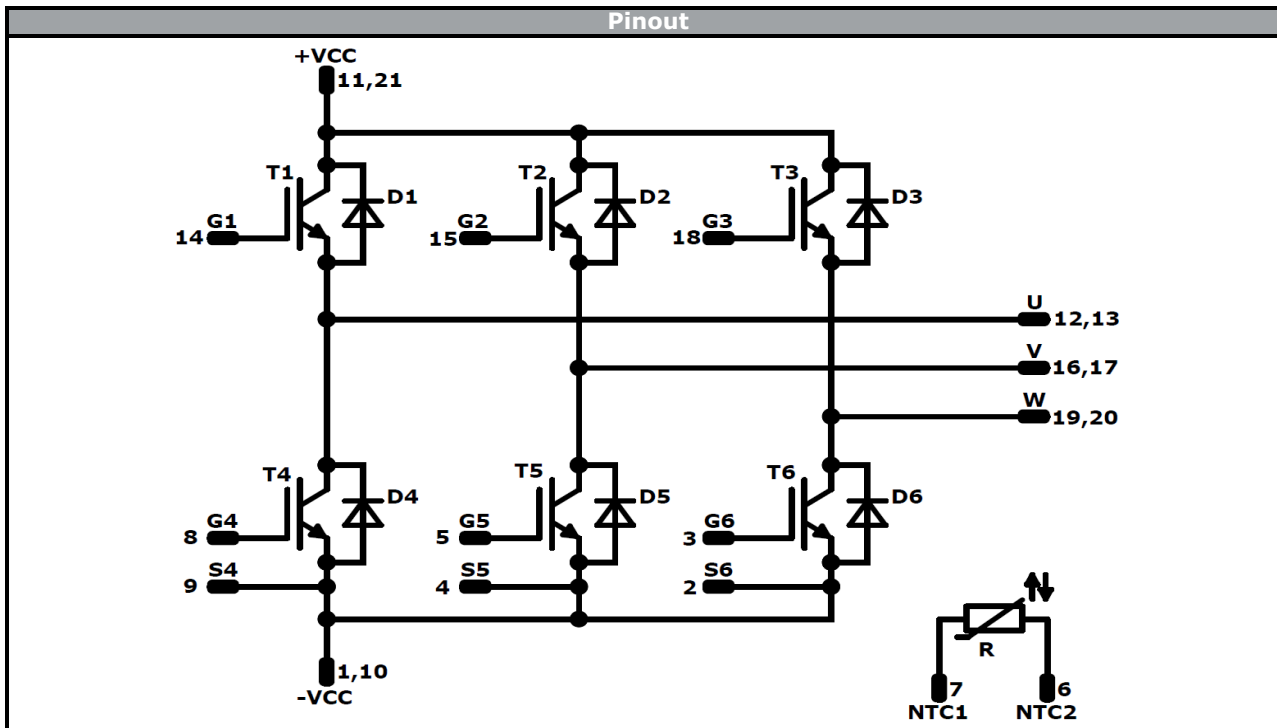 Pinout
+VCC
11,21
T1
D1
T2
D2
T3
D3
G1
14
G2
15
G3
18
U
12,13
V
16,17
W
19,20
T4
D4
T5
D5
T6
D6
G4
8
G5
5
G6
3
S4
9
S5
4
S6
2
R
1,10
-VCC
7
6
NTC1
NTC2